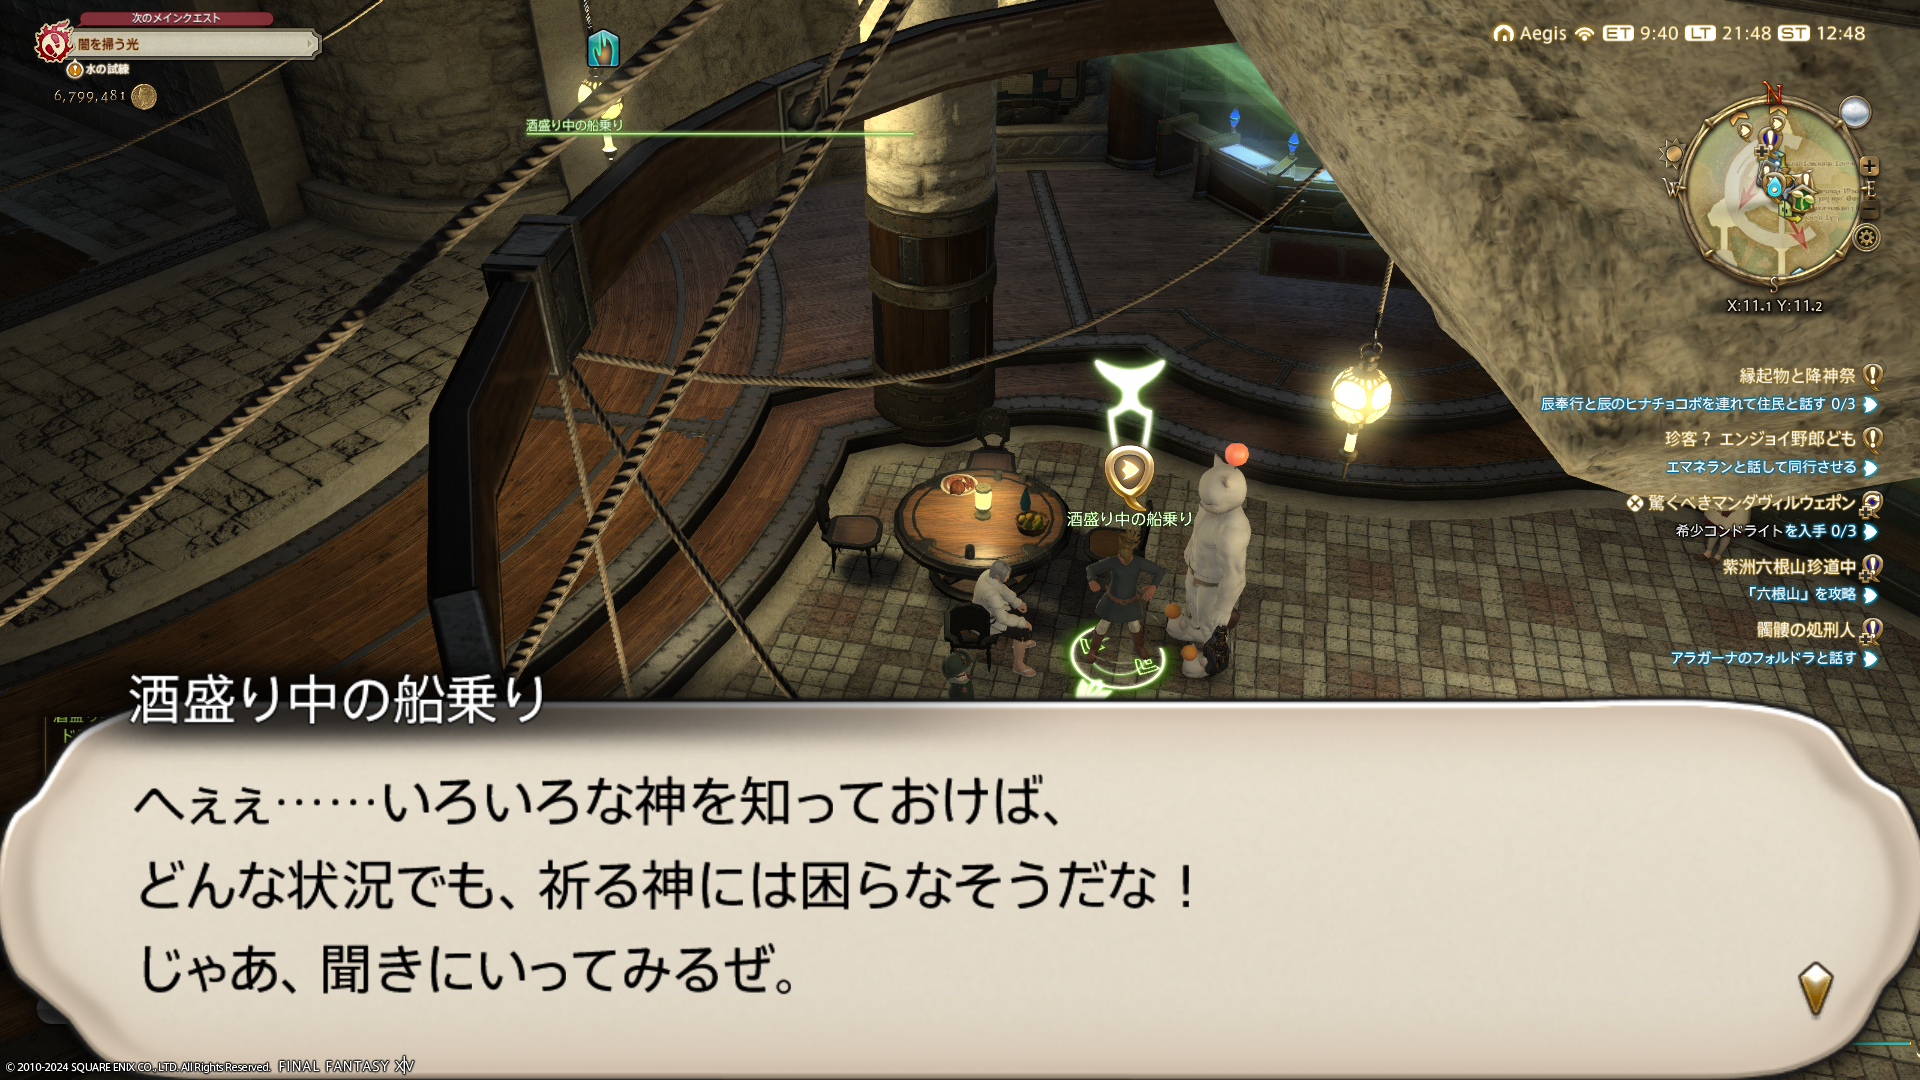 次のメインクエスト
闇を掃う光
水の試練
6,799,481
酒盛り中の船乗り
Aegis ET 9:40 LT 21:48 ST 12:48
N
W
E
S
X:11.1 Y:11.2
縁起物と降神祭
辰奉行と辰のヒナチョコボを連れて住民と話す 0/3
珍客？ エンジョイ野郎ども
エマネランと話して同行させる
驚くべきマンダヴィルウェポン
希少コンドライトを入手 0/3
紫洲六根山珍道中
「六根山」を攻略
髑髏の処刑人
アラガーナのフォルドラと話す
酒盛り中の船乗り
酒盛り中の船乗り
へぇぇ……いろいろな神を知っておけば、
どんな状況でも、祈る神には困らなそうだな！
じゃあ、聞きにいってみるぜ。
© 2010-2024 SQUARE ENIX CO., LTD. All Rights Reserved. FINAL FANTASY XIV